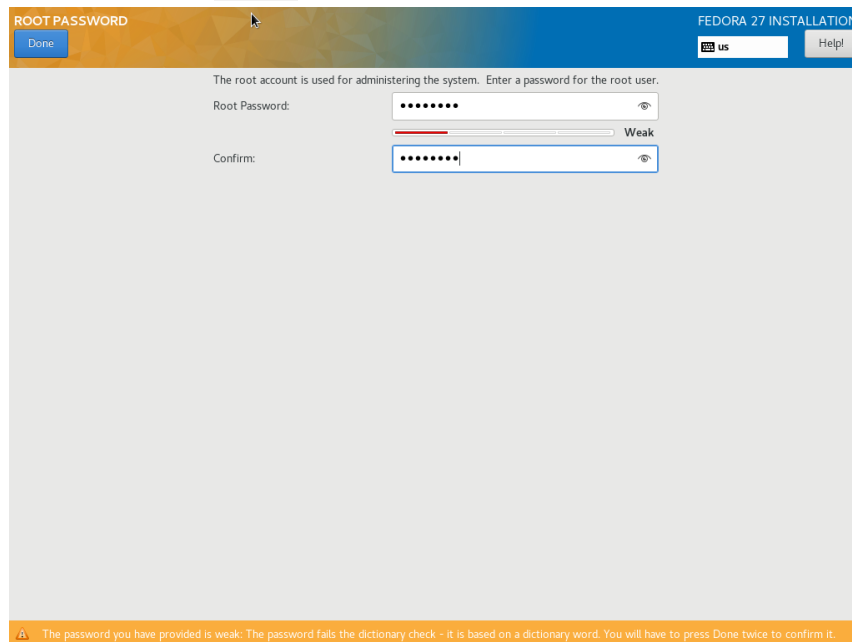 ROOT PASSWORD
FEDORA 27 INSTALLATION
Done
us
Help!
The root account is used for administering the system. Enter a password for the root user.
Root Password: ••••••••
Weak
Confirm: ••••••••
The password you have provided is weak: The password fails the dictionary check - it is based on a dictionary word. You will have to press Done twice to confirm it.